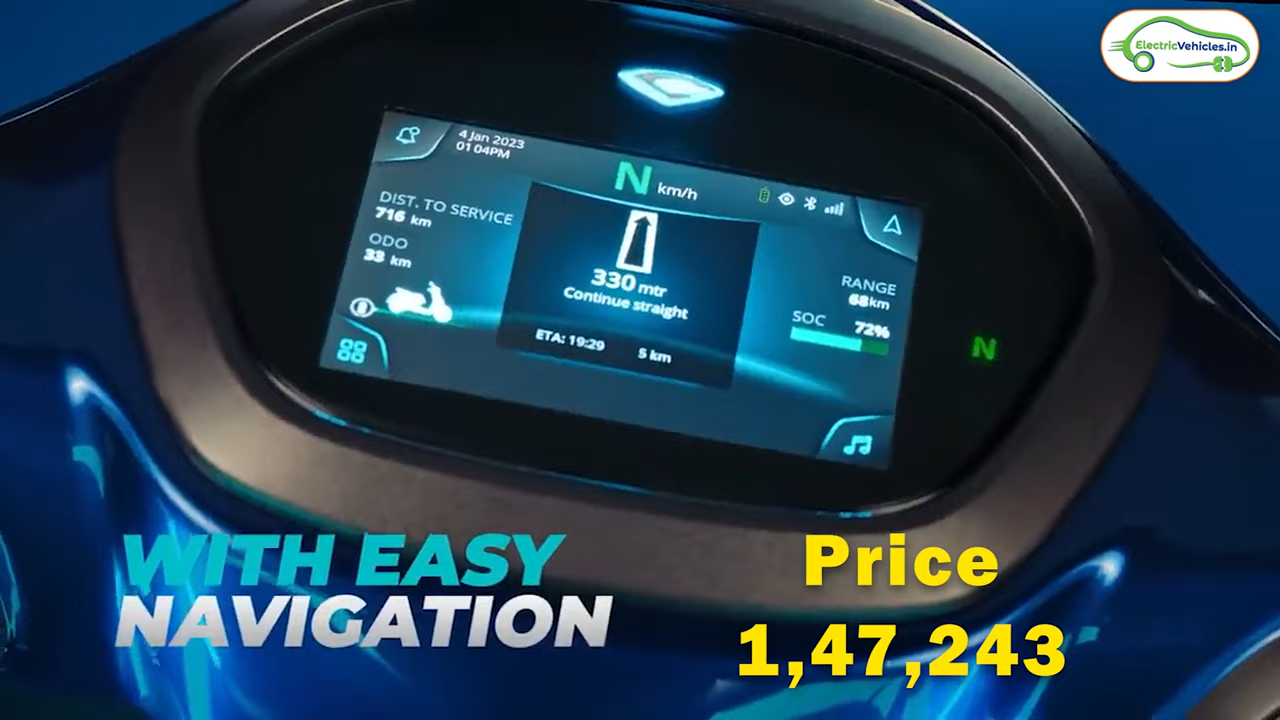 ElectricVehicles.in
4 Jan 2023
01 04PM
N km/h
DIST. TO SERVICE
716 km
ODO
33 km
330 mtr
Continue straight
ETA: 19:29 5 km
RANGE
68km
SOC 72%
N
WITH EASY
NAVIGATION
Price
1,47,243